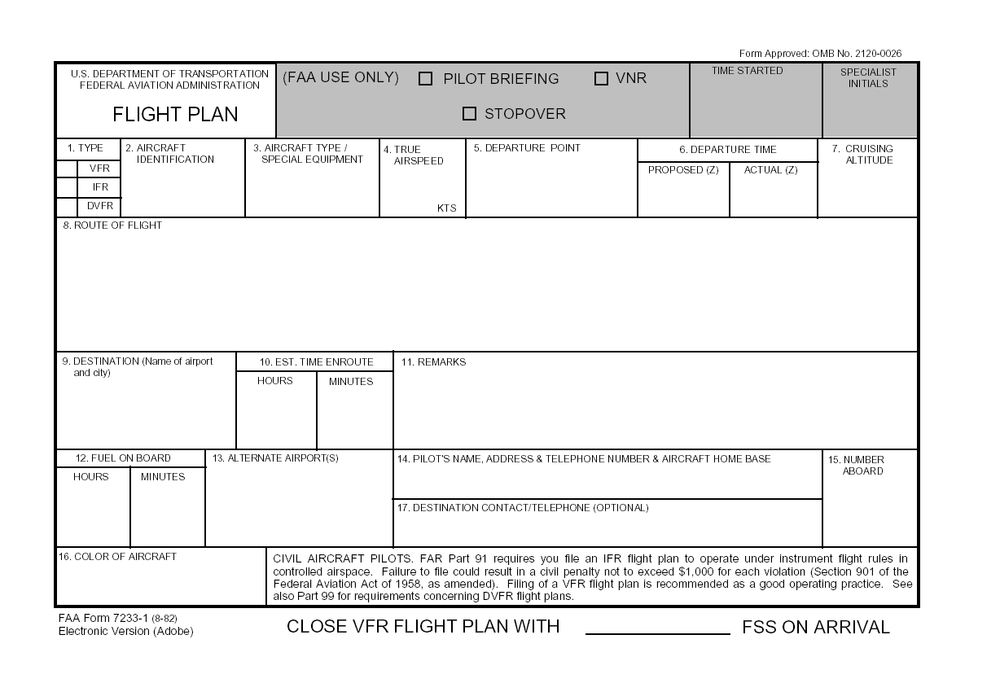 Form Approved: OMB No. 2120-0026
U.S. DEPARTMENT OF TRANSPORTATION
FEDERAL AVIATION ADMINISTRATION
FLIGHT PLAN
(FAA USE ONLY) PILOT BRIEFING VNR
STOPOVER
TIME STARTED
SPECIALIST
INITIALS
1. TYPE
VFR
IFR
DVFR
2. AIRCRAFT
IDENTIFICATION
3. AIRCRAFT TYPE /
SPECIAL EQUIPMENT
4. TRUE
AIRSPEED
KTS
5. DEPARTURE POINT
6. DEPARTURE TIME
PROPOSED (Z)
ACTUAL (Z)
7. CRUISING
ALTITUDE
8. ROUTE OF FLIGHT
9. DESTINATION (Name of airport
and city)
10. EST. TIME ENROUTE
HOURS
MINUTES
11. REMARKS
12. FUEL ON BOARD
HOURS
MINUTES
13. ALTERNATE AIRPORT(S)
14. PILOT'S NAME, ADDRESS & TELEPHONE NUMBER & AIRCRAFT HOME BASE
17. DESTINATION CONTACT/TELEPHONE (OPTIONAL)
15. NUMBER
ABOARD
16. COLOR OF AIRCRAFT
CIVIL AIRCRAFT PILOTS. FAR Part 91 requires you file an IFR flight plan to operate under instrument flight rules in
controlled airspace. Failure to file could result in a civil penalty not to exceed $1,000 for each violation (Section 901 of the
Federal Aviation Act of 1958, as amended). Filing of a VFR flight plan is recommended as a good operating practice. See
also Part 99 for requirements concerning DVFR flight plans.
FAA Form 7233-1 (8-82)
Electronic Version (Adobe)
CLOSE VFR FLIGHT PLAN WITH FSS ON ARRIVAL